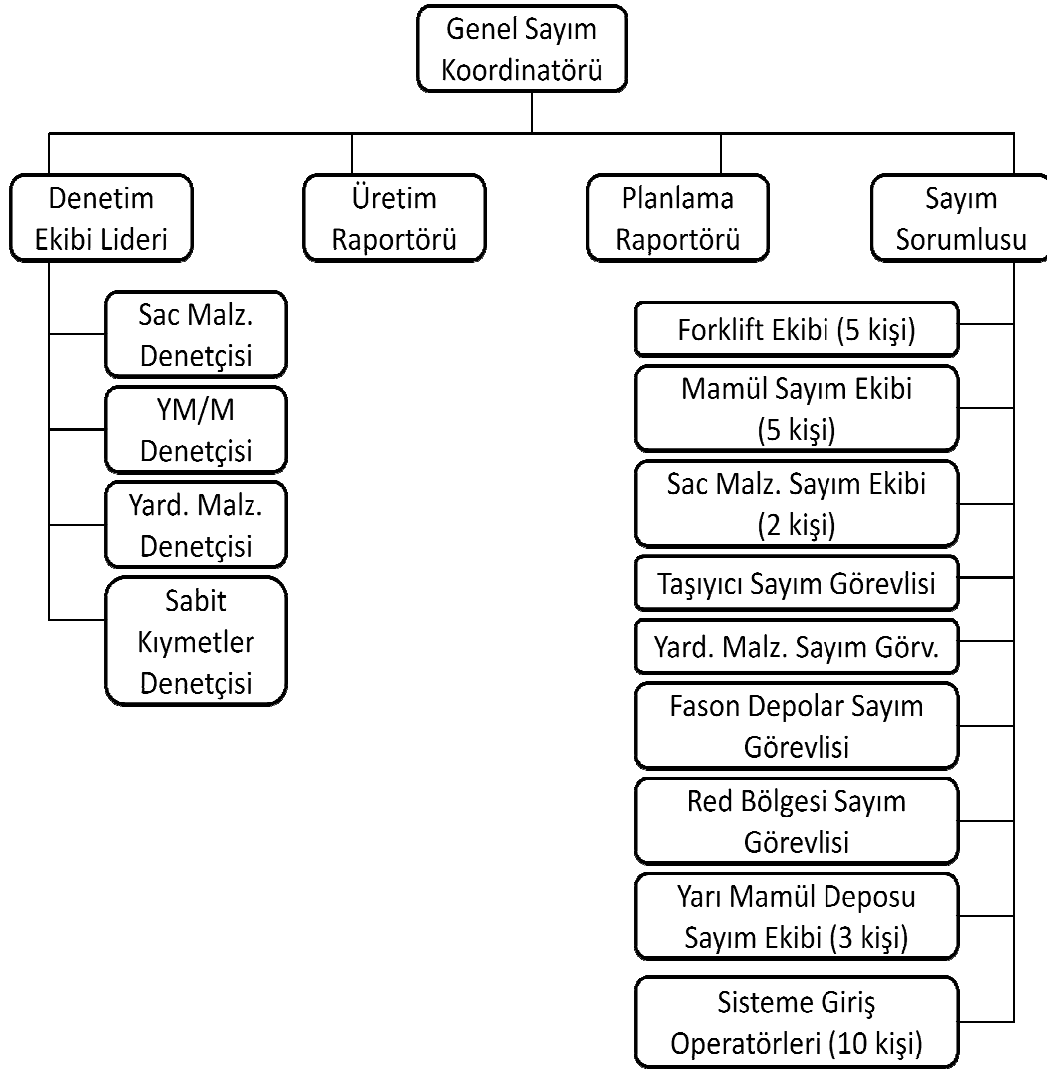 Genel Sayım
Koordinatörü
Denetim
Ekibi Lideri
Üretim
Raportörü
Planlama
Raportörü
Sayım
Sorumlusu
Sac Malz.
Denetçisi
YM/M
Denetçisi
Yard. Malz.
Denetçisi
Sabit
Kıymetler
Denetçisi
Forklift Ekibi (5 kişi)
Mamül Sayım Ekibi
(5 kişi)
Sac Malz. Sayım Ekibi
(2 kişi)
Taşıyıcı Sayım Görevlisi
Yard. Malz. Sayım Görv.
Fason Depolar Sayım
Görevlisi
Red Bölgesi Sayım
Görevlisi
Yarı Mamül Deposu
Sayım Ekibi (3 kişi)
Sisteme Giriş
Operatörleri (10 kişi)